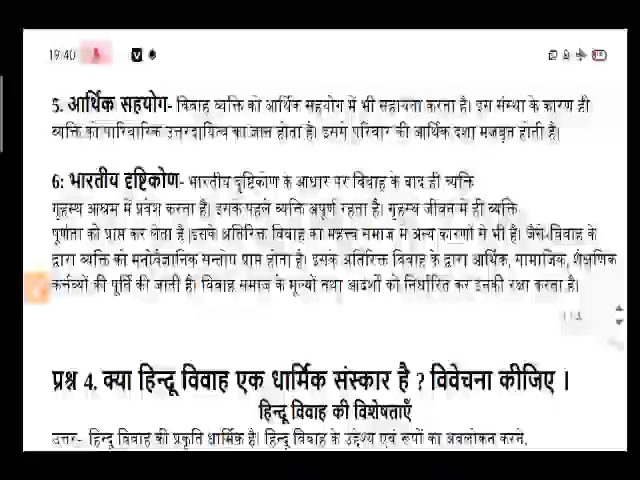 19:40
5. आर्थिक सहयोग- विवाह व्यक्ति को आर्थिक सहयोग में भी सहायता करता है। इस संस्था के कारण ही
व्यक्ति को पारिवारिक उत्तरदायित्व का ज्ञान होता है। इससे परिवार की आर्थिक दशा मजबूत होती है।
6: भारतीय दृष्टिकोण- भारतीय दृष्टिकोण के आधार पर विवाह के बाद ही व्यक्ति
गृहस्थ आश्रम में प्रवेश करता है। इसके पहले व्यक्ति अपूर्ण रहता है। गृहस्थ जीवन में ही व्यक्ति
पूर्णता को प्राप्त कर लेता है। इसके अतिरिक्त विवाह का महत्त्व समाज में अन्य कारणों से भी है। जैसे-विवाह के
द्वारा व्यक्ति को मनोवैज्ञानिक सन्तोष प्राप्त होता है। इसके अतिरिक्त विवाह के द्वारा आर्थिक, सामाजिक, शैक्षणिक
कर्त्तव्यों की पूर्ति की जाती है। विवाह समाज के मूल्यों तथा आदर्शों को निर्धारित कर इनकी रक्षा करता है।
प्रश्न 4. क्या हिन्दू विवाह एक धार्मिक संस्कार है ? विवेचना कीजिए ।
हिन्दू विवाह की विशेषताएँ
उत्तर- हिन्दू विवाह की प्रकृति धार्मिक है। हिन्दू विवाह के उद्देश्य एवं रूपों का अवलोकन करने,